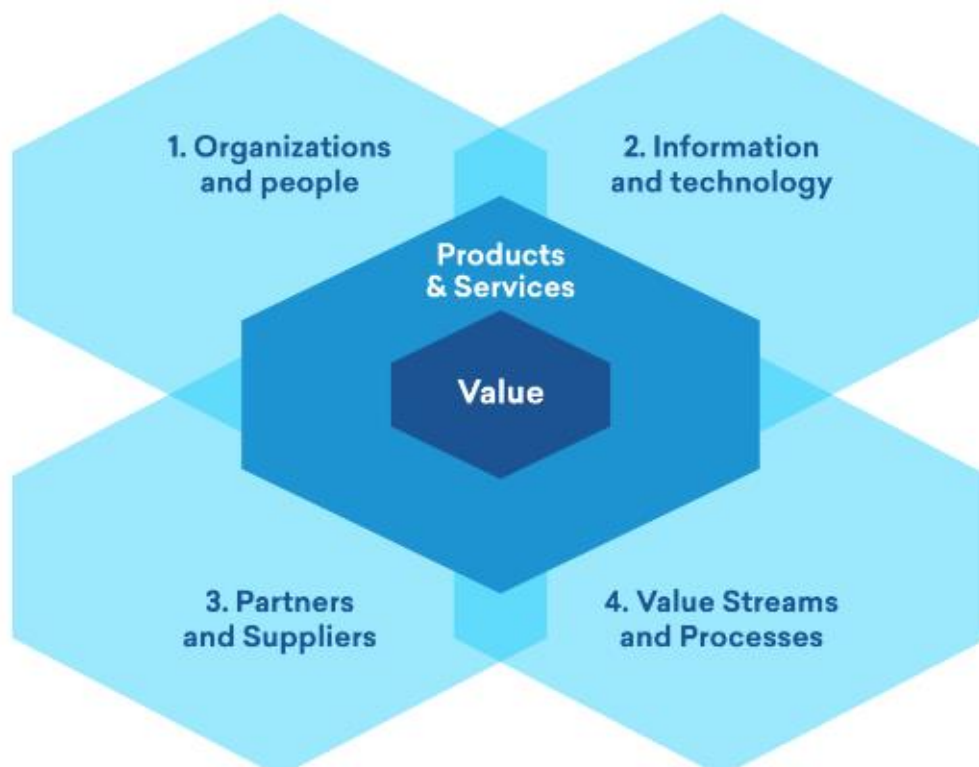 1. Organizations
and people
2. Information
and technology
Products
& Services
Value
3. Partners
and Suppliers
4. Value Streams
and Processes